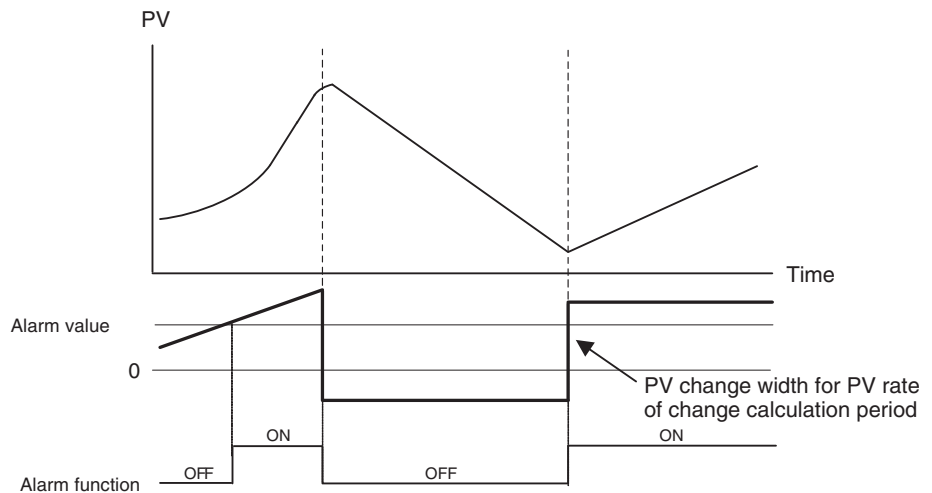 PV
Time
Alarm value
0
PV change width for PV rate
of change calculation period
ON
ON
OFF
OFF
Alarm function